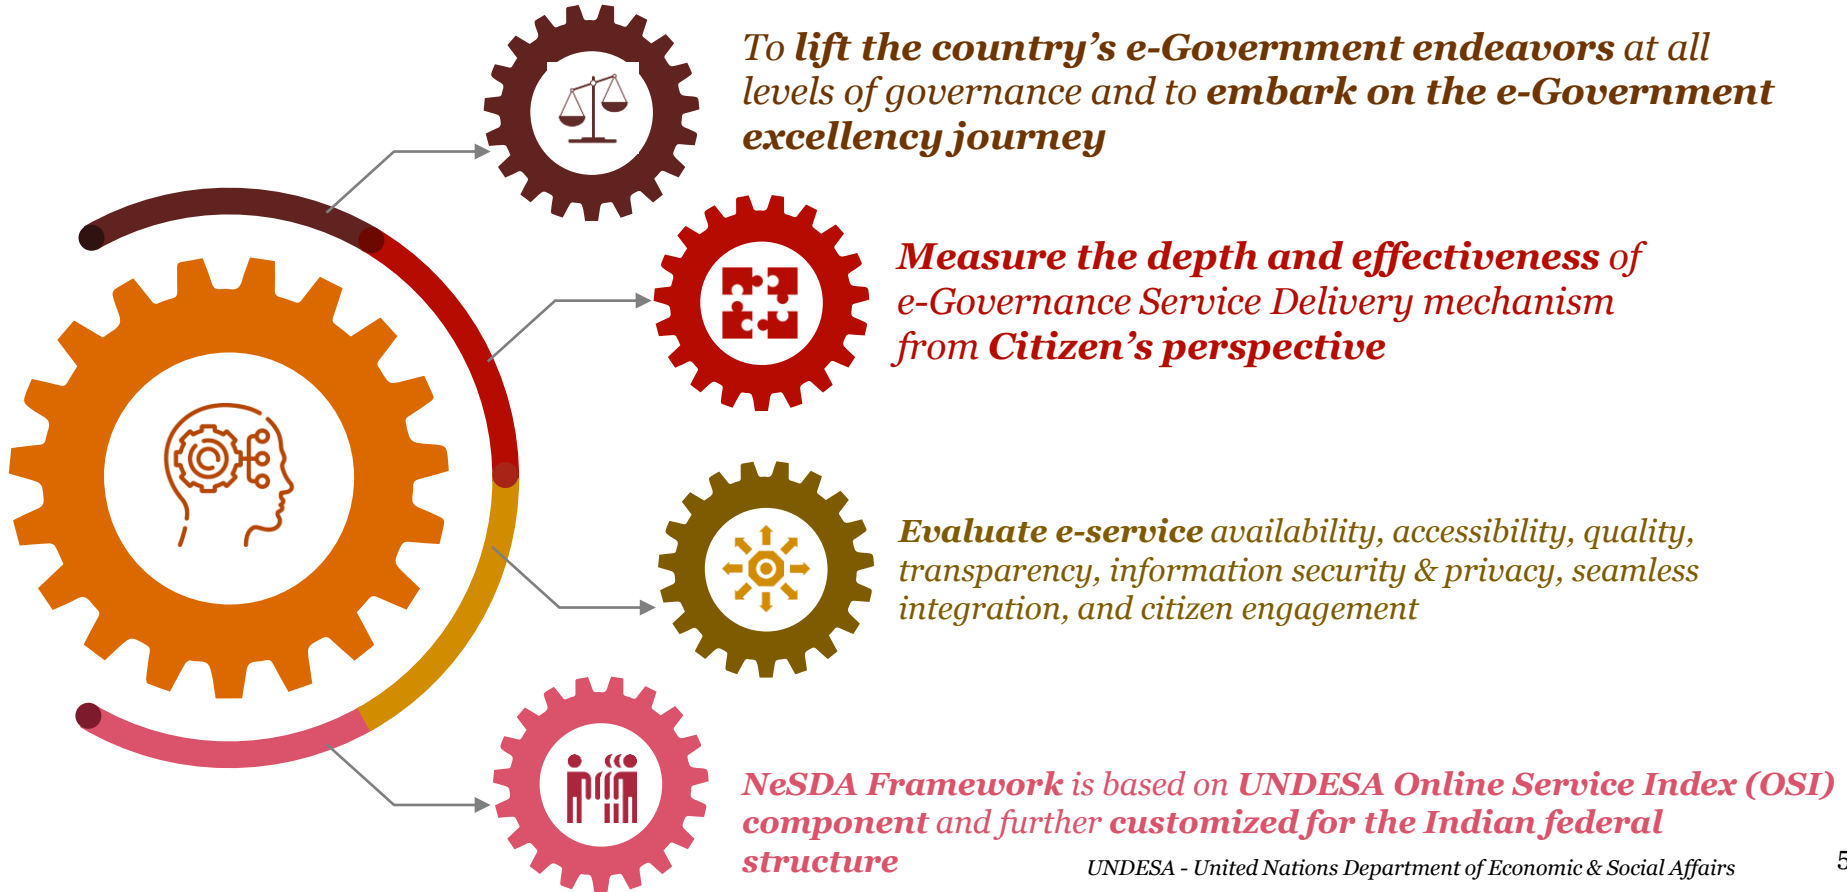 To lift the country’s e-Government endeavors at all
levels of governance and to embark on the e-Government
excellency journey
Measure the depth and effectiveness of
e-Governance Service Delivery mechanism
from Citizen’s perspective
Evaluate e-service availability, accessibility, quality,
transparency, information security & privacy, seamless
integration, and citizen engagement
NeSDA Framework is based on UNDESA Online Service Index (OSI)
component and further customized for the Indian federal
structure
UNDESA - United Nations Department of Economic & Social Affairs
5